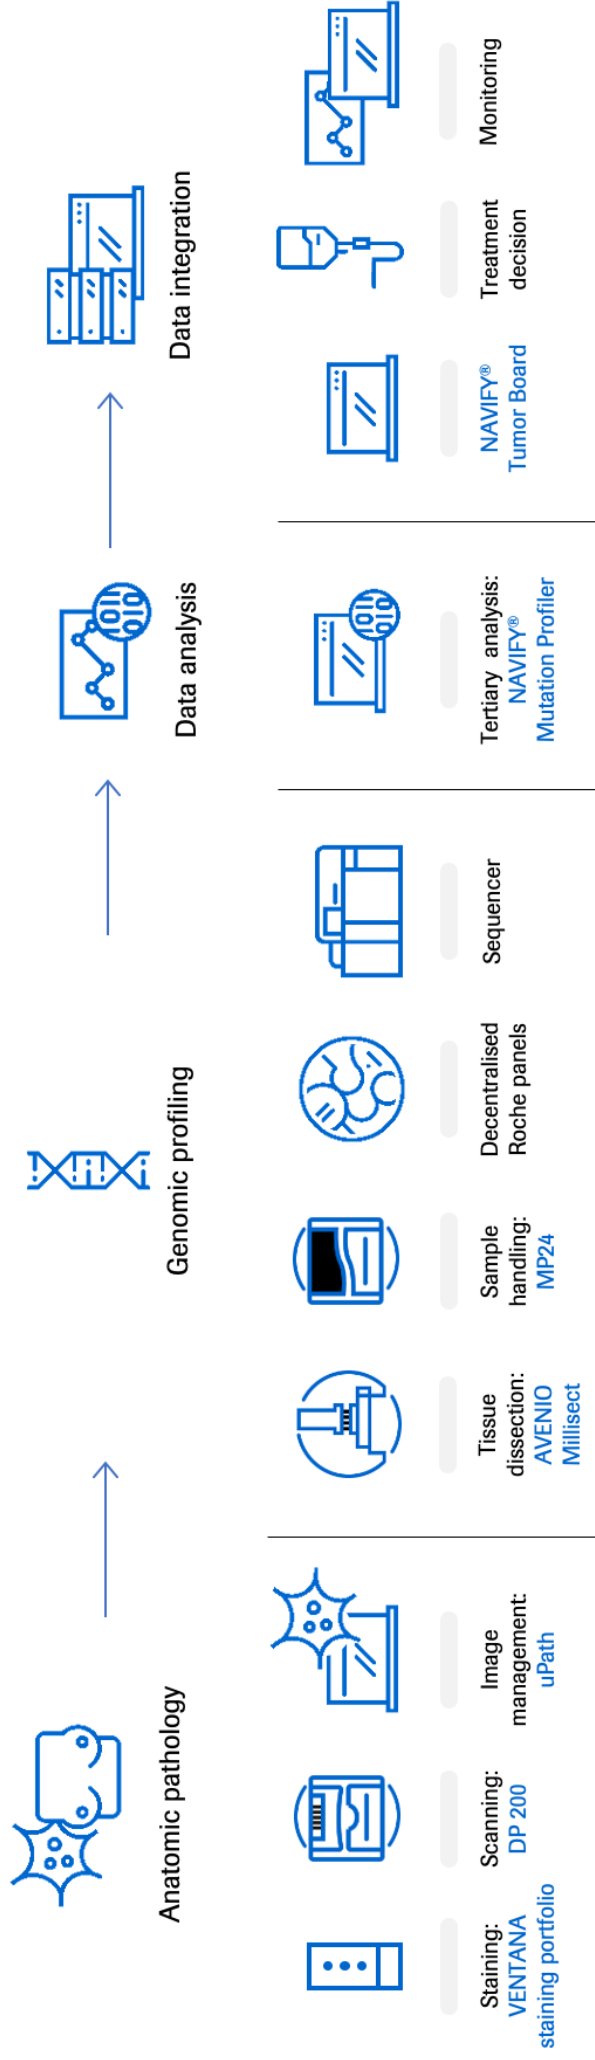 Anatomic pathology
Genomic profiling
Data analysis
Data integration
Staining:
VENTANA
staining portfolio
Scanning:
DP 200
Image
management:
uPath
Tissue
dissection:
AVENIO
Millisect
Sample
handling:
MP24
Decentralised
Roche panels
Sequencer
Tertiary analysis:
NAVIFY®
Mutation Profiler
NAVIFY®
Tumor Board
Treatment
decision
Monitoring